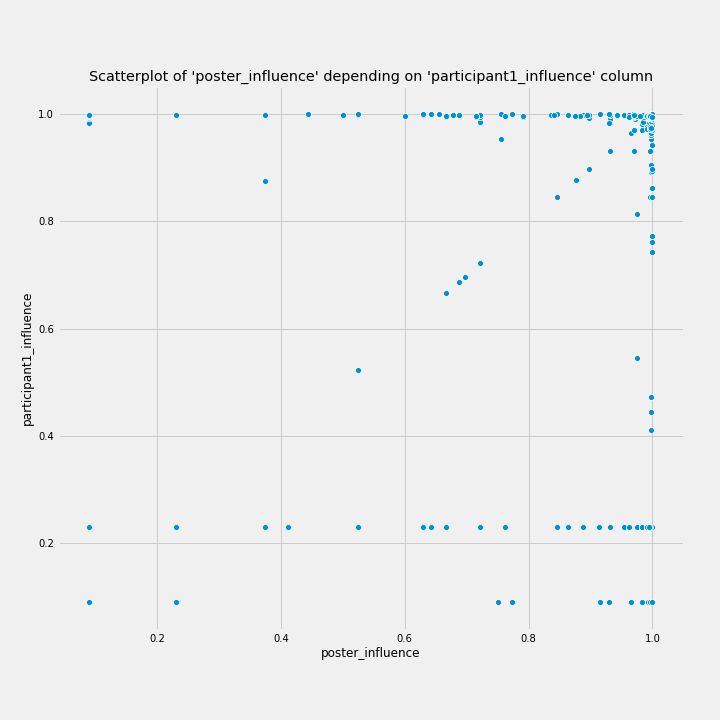 Scatterplot of 'poster_influence' depending on 'participant1_influence' column
1.0
0.8
0.6
0.4
0.2
participant1_influence
0.2 0.4 0.6 0.8 1.0
poster_influence